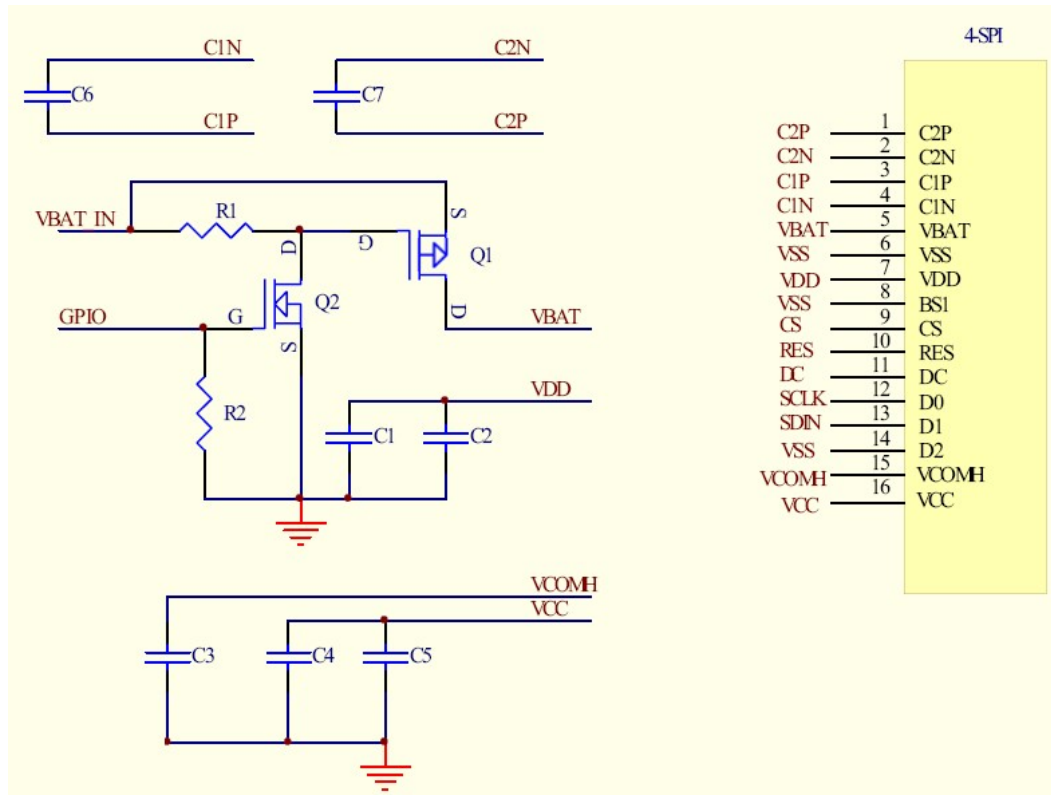 4-SPI
C1N
C6
C1P
C2N
C7
C2P
VBAT IN
R1
D
G
S
Q1
D
VBAT
GPIO
G
Q2
S
R2
VDD
C1
C2
VCOMH
VCC
C3
C4
C5
C2P 1 C2P
C2N 2 C2N
C1P 3 C1P
C1N 4 C1N
VBAT 5 VBAT
VSS 6 VSS
VDD 7 VDD
VSS 8 BS1
CS 9 CS
RES 10 RES
DC 11 DC
SCLK 12 D0
SDIN 13 D1
VSS 14 D2
VCOMH 15 VCOMH
VCC 16 VCC